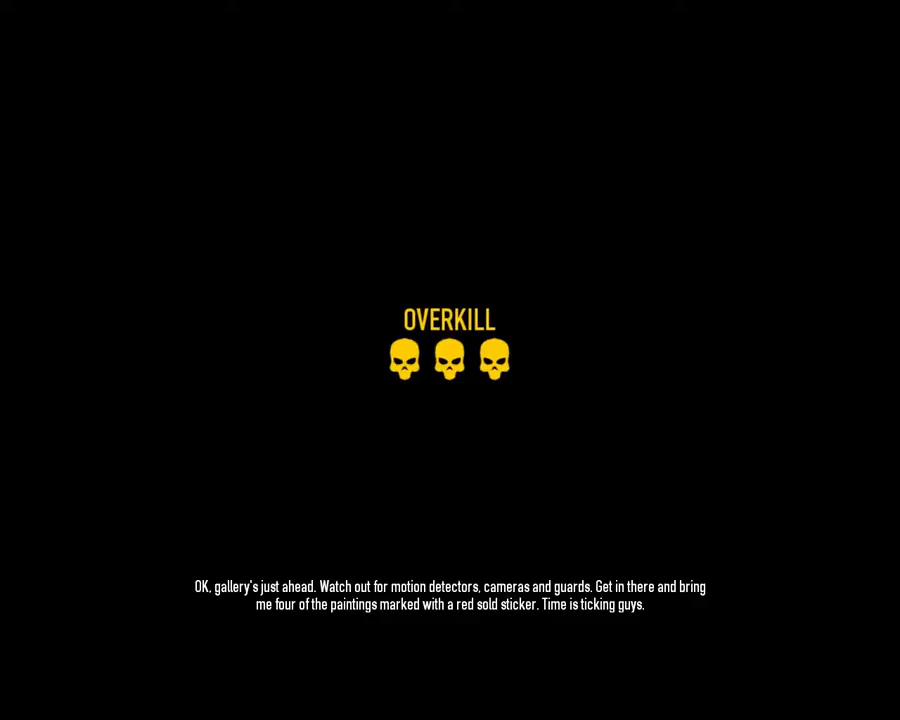 OVERKILL
OK, gallery's just ahead. Watch out for motion detectors, cameras and guards. Get in there and bring
me four of the paintings marked with a red sold sticker. Time is ticking guys.